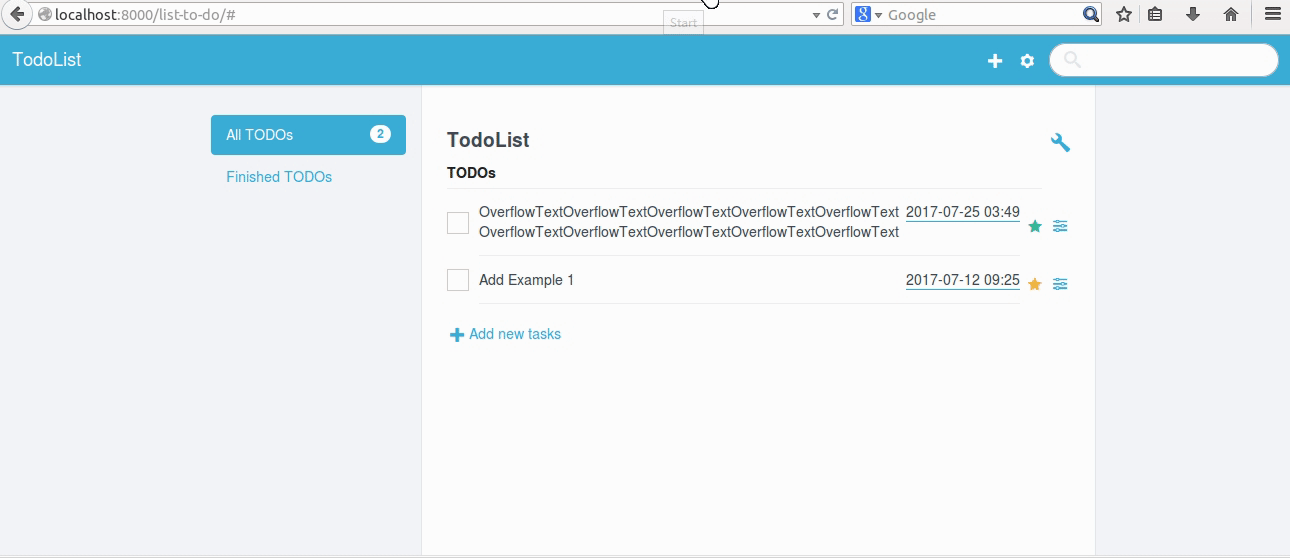 localhost:8000/list-to-do/#
Google
Start
TodoList
All TODOs 2
Finished TODOs
TodoList
TODOs
OverflowTextOverflowTextOverflowTextOverflowTextOverflowText 2017-07-25 03:49
OverflowTextOverflowTextOverflowTextOverflowTextOverflowText
Add Example 1 2017-07-12 09:25
Add new tasks